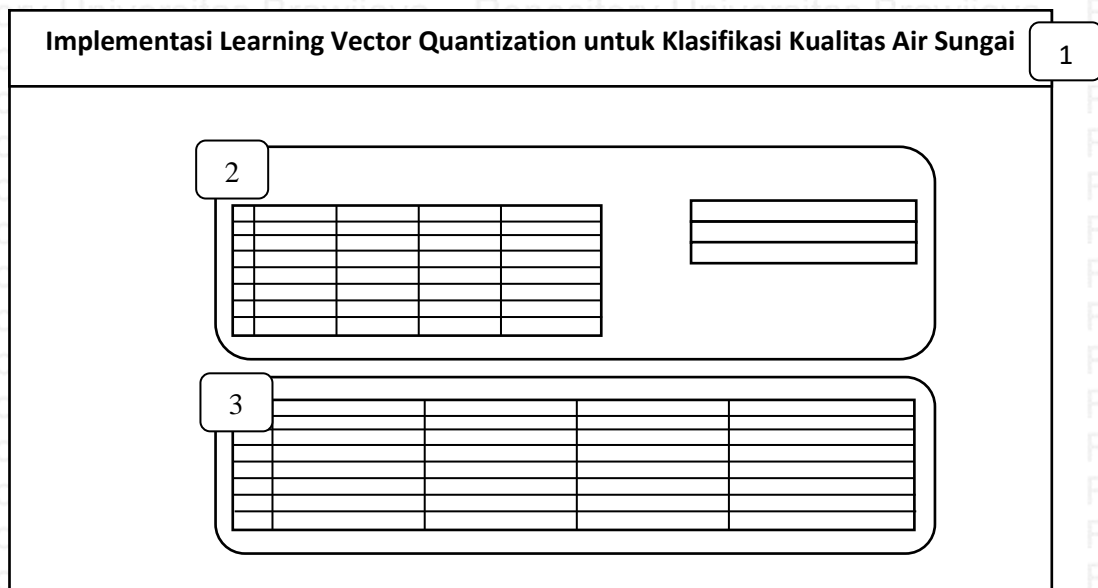 Implementasi Learning Vector Quantization untuk Klasifikasi Kualitas Air Sungai
1
2
3